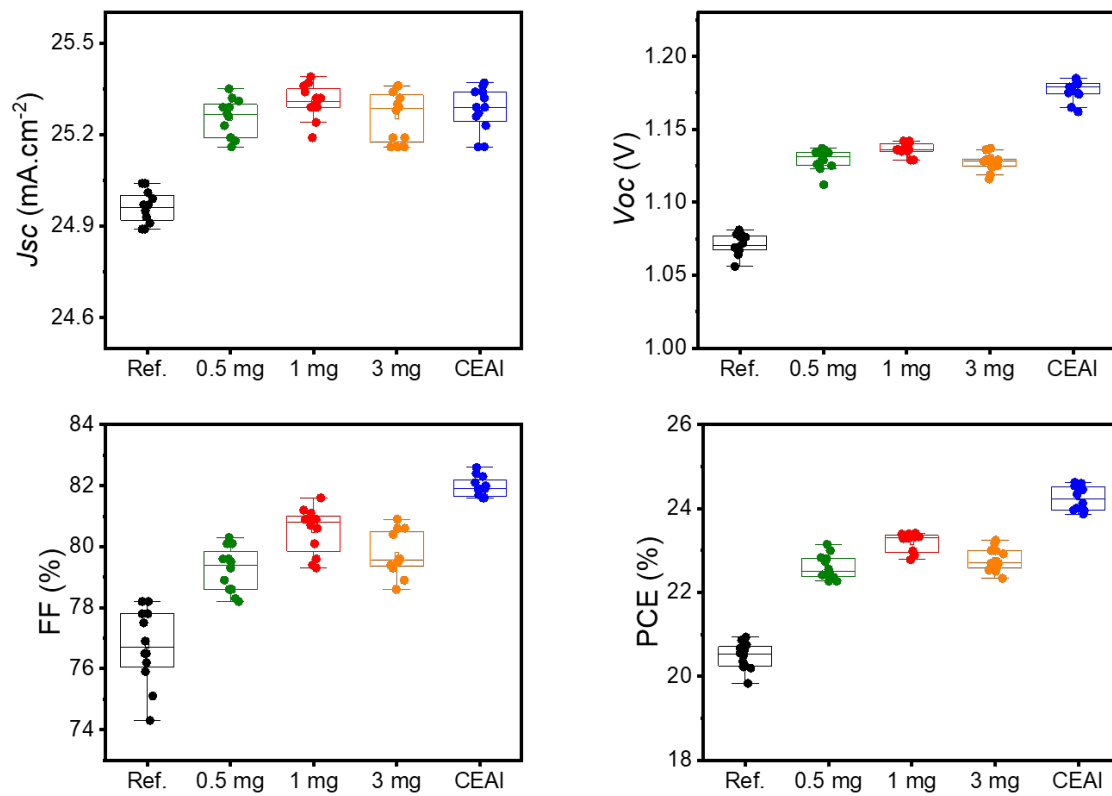 Jsc (mA.cm-2)
25.5
25.2
24.9
24.6
Ref. 0.5 mg 1 mg 3 mg CEAI
Voc (V)
1.20
1.15
1.10
1.05
1.00
Ref. 0.5 mg 1 mg 3 mg CEAI
FF (%)
84
82
80
78
76
74
Ref. 0.5 mg 1 mg 3 mg CEAI
PCE (%)
26
24
22
20
18
Ref. 0.5 mg 1 mg 3 mg CEAI